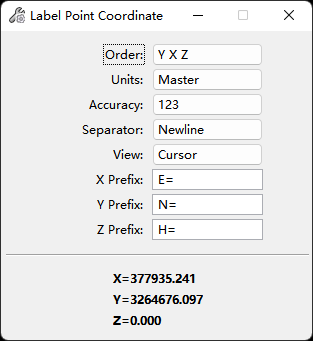 Label Point Coordinate
Order: Y X Z
Units: Master
Accuracy: 123
Separator: Newline
View: Cursor
X Prefix: E=
Y Prefix: N=
Z Prefix: H=
X=377935.241
Y=3264676.097
Z=0.000